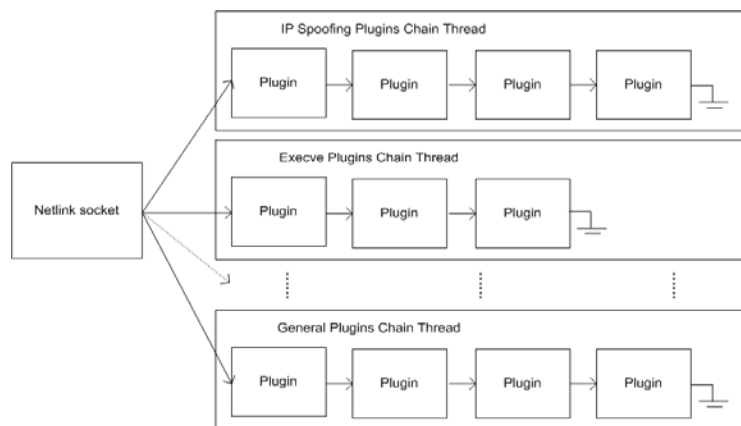 IP Spoofing Plugins Chain Thread
Plugin
Plugin
Plugin
Plugin
Execve Plugins Chain Thread
Netlink socket
Plugin
Plugin
Plugin
General Plugins Chain Thread
Plugin
Plugin
Plugin
Plugin